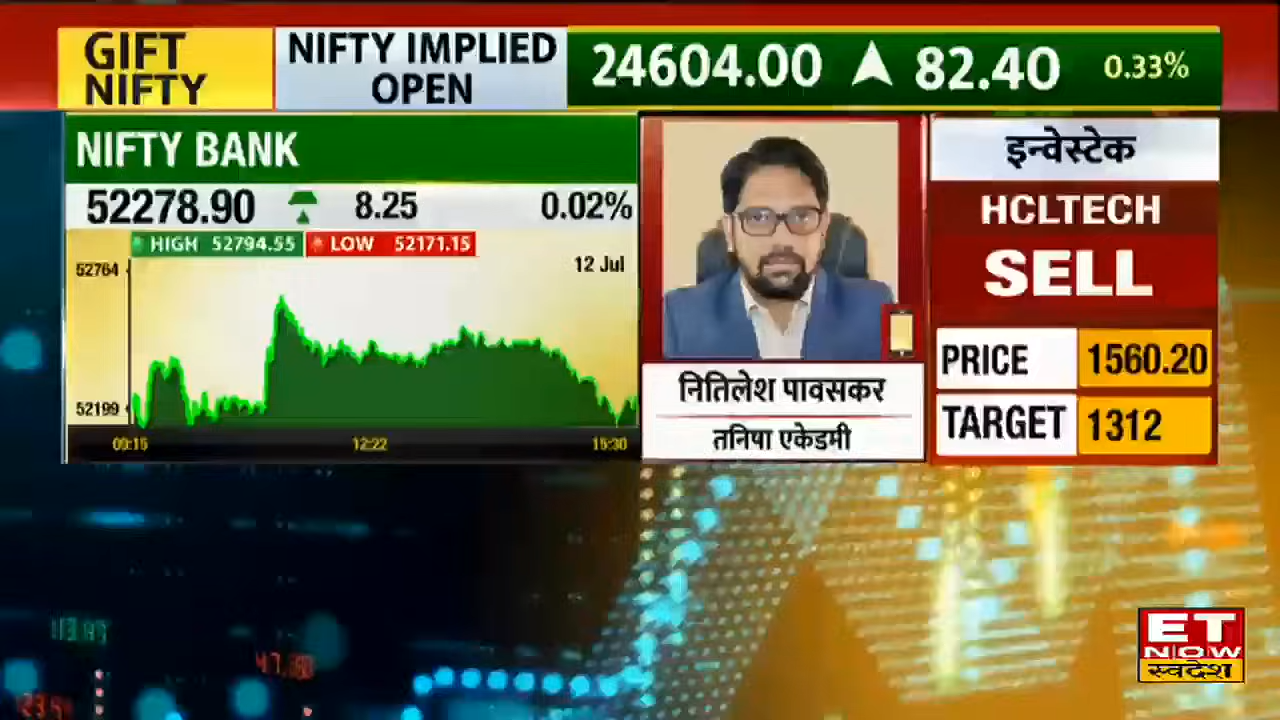 GIFT
NIFTY
NIFTY IMPLIED
OPEN
24604.00 82.40 0.33%
NIFTY BANK
52278.90 8.25 0.02%
HIGH 52794.55 LOW 52171.15
12 Jul
52764
52199
09:15 12:22 15:30
नितिलेश पावसकर
तनिषा एकेडमी
इन्वेस्टेक
HCLTECH
SELL
PRICE 1560.20
TARGET 1312
ET
NOW
स्वदेश